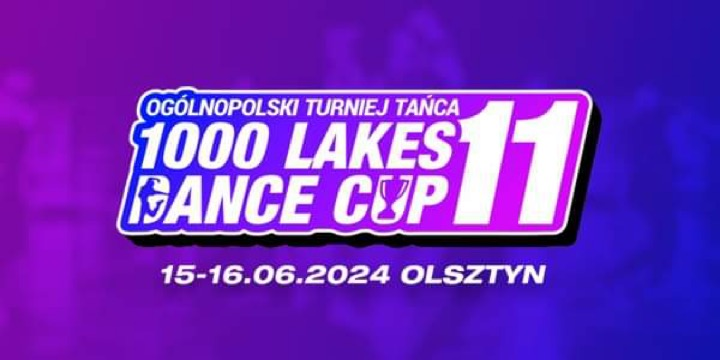 OGÓLNOPOLSKI TURNIEJ TAŃCA
1000 LAKES
DANCE CUP 11
15-16.06.2024 OLSZTYN